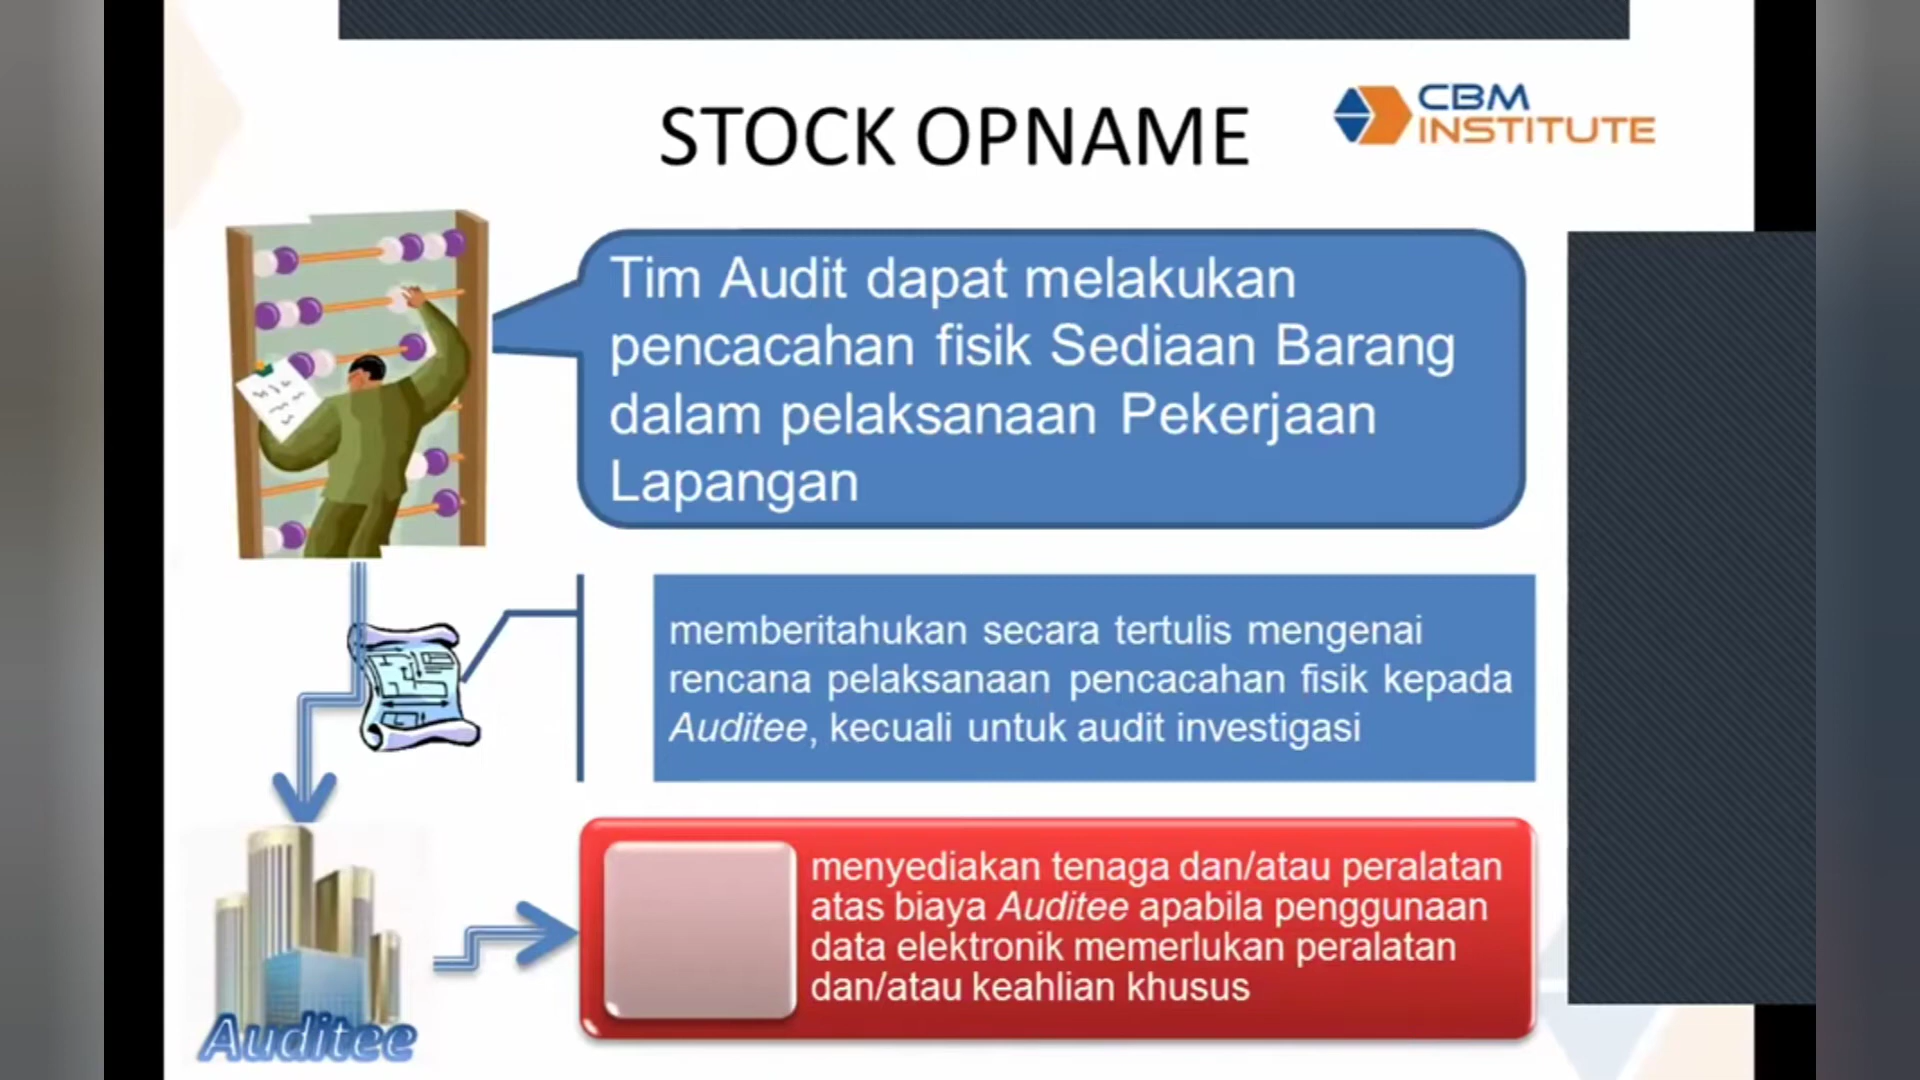 STOCK OPNAME
CBM
INSTITUTE
Tim Audit dapat melakukan
pencacahan fisik Sediaan Barang
dalam pelaksanaan Pekerjaan
Lapangan
memberitahukan secara tertulis mengenai
rencana pelaksanaan pencacahan fisik kepada
Auditee, kecuali untuk audit investigasi
menyediakan tenaga dan/atau peralatan
atas biaya Auditee apabila penggunaan
data elektronik memerlukan peralatan
dan/atau keahlian khusus
Auditee